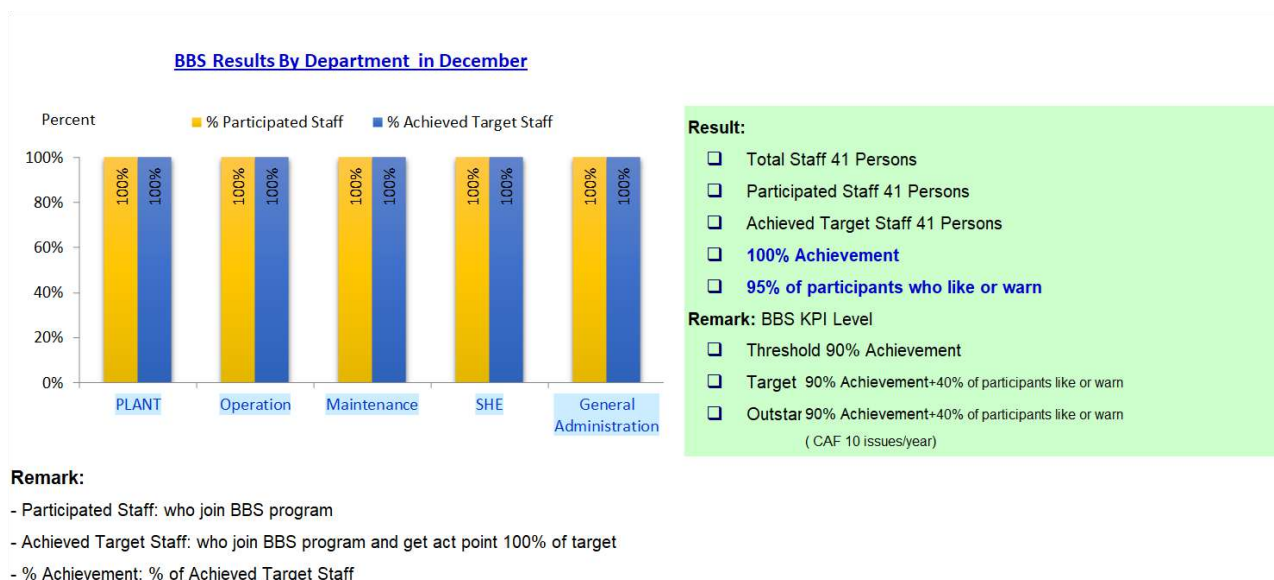 BBS Results By Department in December
Percent
% Participated Staff
% Achieved Target Staff
100%
80%
60%
40%
20%
0%
100%
100%
100%
100%
100%
100%
100%
100%
100%
100%
PLANT
Operation
Maintenance
SHE
General
Administration
Result:
Total Staff 41 Persons
Participated Staff 41 Persons
Achieved Target Staff 41 Persons
100% Achievement
95% of participants who like or warn
Remark: BBS KPI Level
Threshold 90% Achievement
Target 90% Achievement+40% of participants like or warn
Outstar 90% Achievement+40% of participants like or warn
( CAF 10 issues/year)
Remark:
- Participated Staff: who join BBS program
- Achieved Target Staff: who join BBS program and get act point 100% of target
- % Achievement: % of Achieved Target Staff